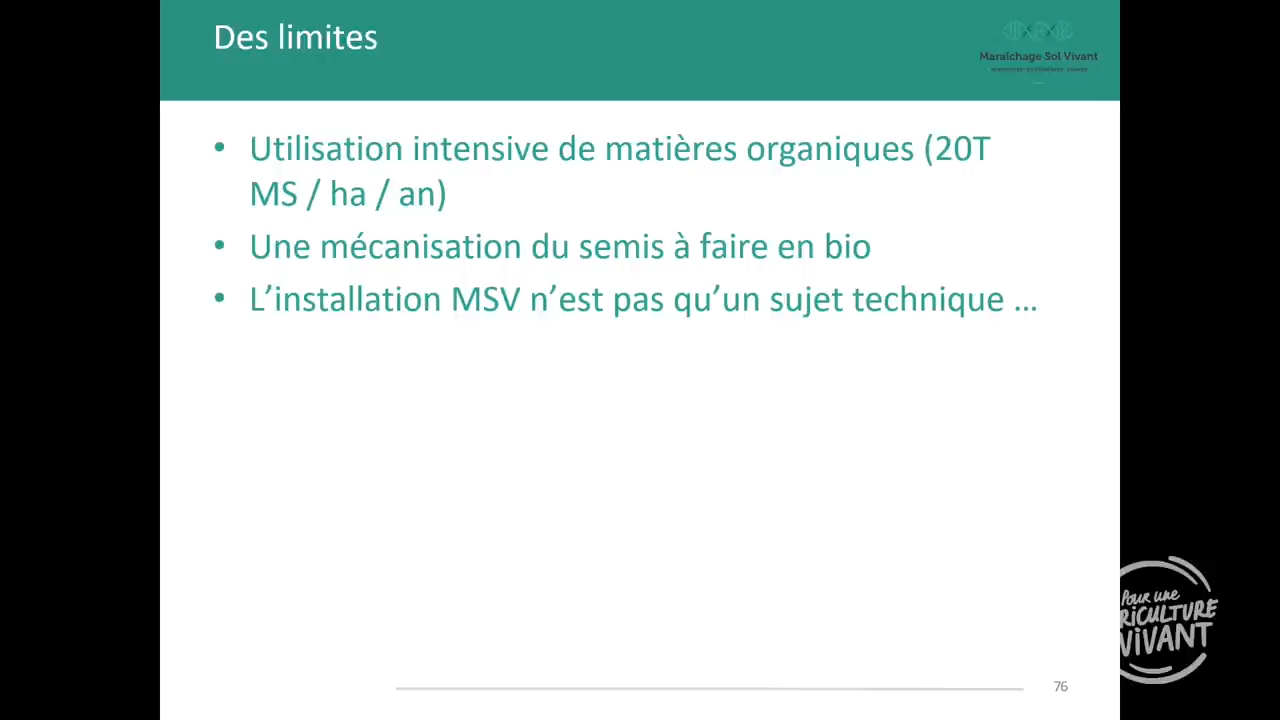 Des limites
Maraîchage Sol Vivant
• Utilisation intensive de matières organiques (20T
MS / ha / an)
• Une mécanisation du semis à faire en bio
• L’installation MSV n’est pas qu’un sujet technique …
Pour une
RICULTURE
VIVANT
76